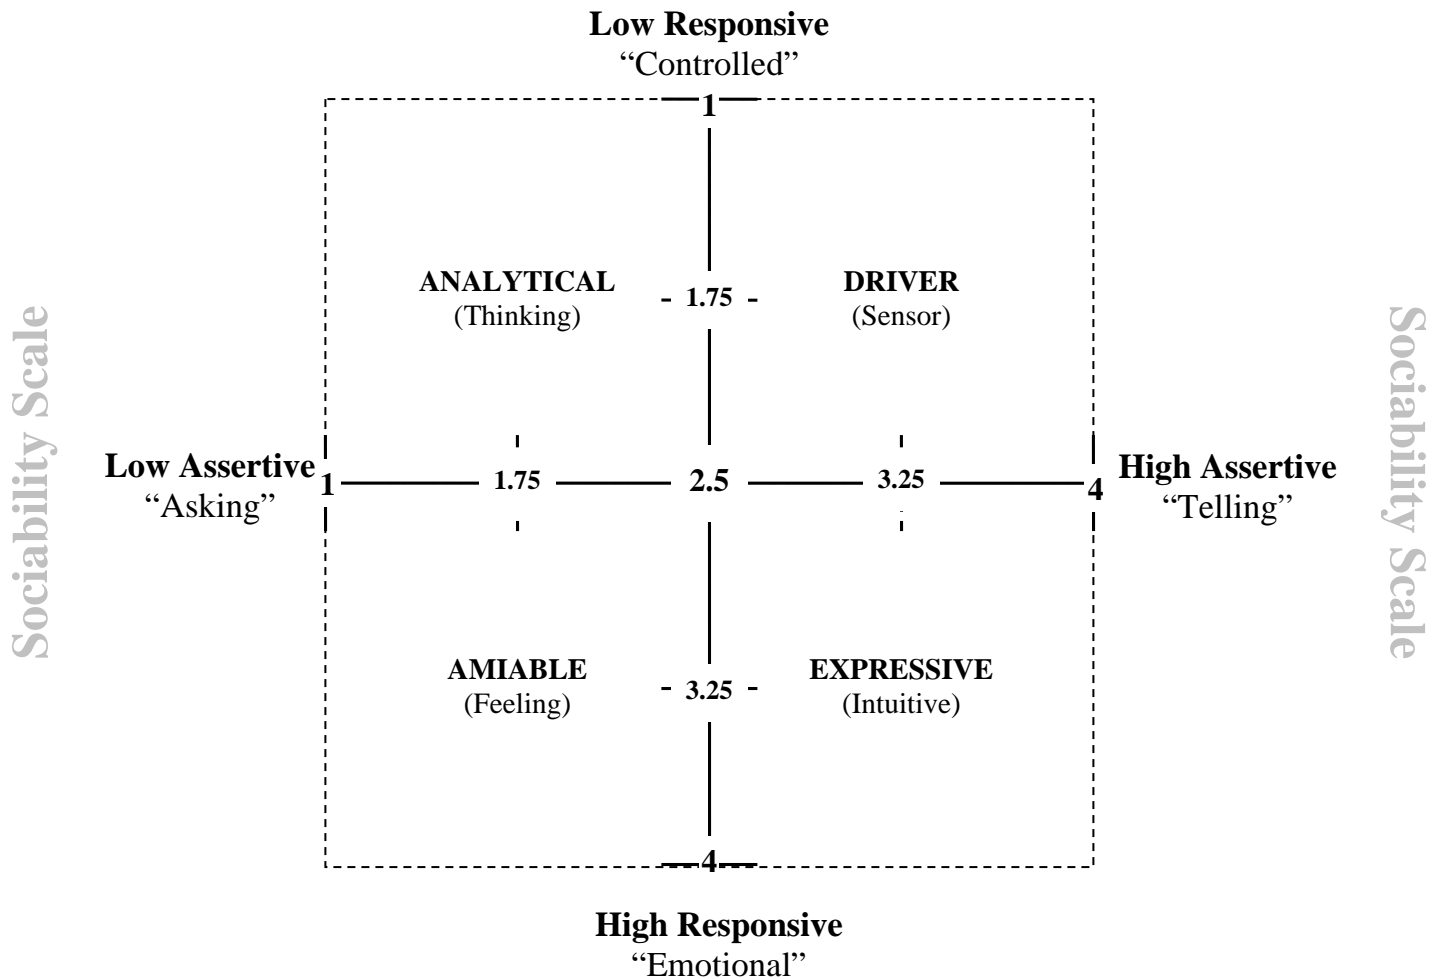 Low Responsive
“Controlled”
1
ANALYTICAL
(Thinking)
1.75
DRIVER
(Sensor)
Sociability Scale
Sociability Scale
Low Assertive
“Asking”
1
1.75
2.5
3.25
4
High Assertive
“Telling”
AMIABLE
(Feeling)
3.25
EXPRESSIVE
(Intuitive)
4
High Responsive
“Emotional”